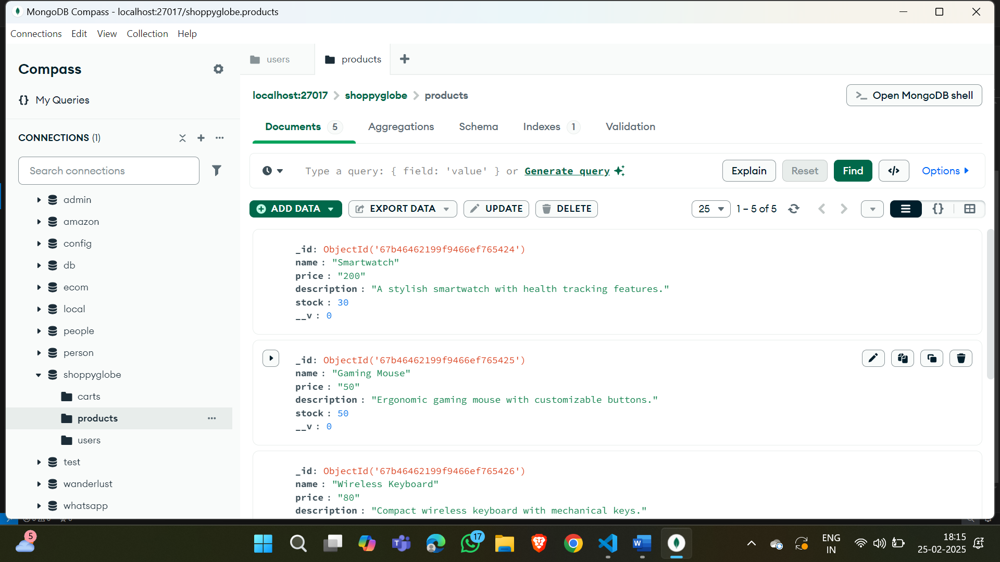 MongoDB Compass - localhost:27017/shoppyglobe.products
Connections Edit View Collection Help
Compass
{} My Queries
CONNECTIONS (1)
Search connections
admin
amazon
config
db
ecom
local
people
person
shoppyglobe
carts
products
users
test
wanderlust
whatsapp
users products
localhost:27017 shoppyglobe products
>_ Open MongoDB shell
Documents 5 Aggregations Schema Indexes 1 Validation
Type a query: { field: 'value' } or Generate query
Explain Reset Find </> Options
ADD DATA EXPORT DATA UPDATE DELETE
25 1 – 5 of 5 {}
_id: ObjectId('67b46462199f9466ef765424')
name : "Smartwatch"
price : "200"
description : "A stylish smartwatch with health tracking features."
stock : 30
__v : 0
_id: ObjectId('67b46462199f9466ef765425')
name : "Gaming Mouse"
price : "50"
description : "Ergonomic gaming mouse with customizable buttons."
stock : 50
__v : 0
_id: ObjectId('67b46462199f9466ef765426')
name : "Wireless Keyboard"
price : "80"
description : "Compact wireless keyboard with mechanical keys."
5
17
ENG
IN
18:15
25-02-2025